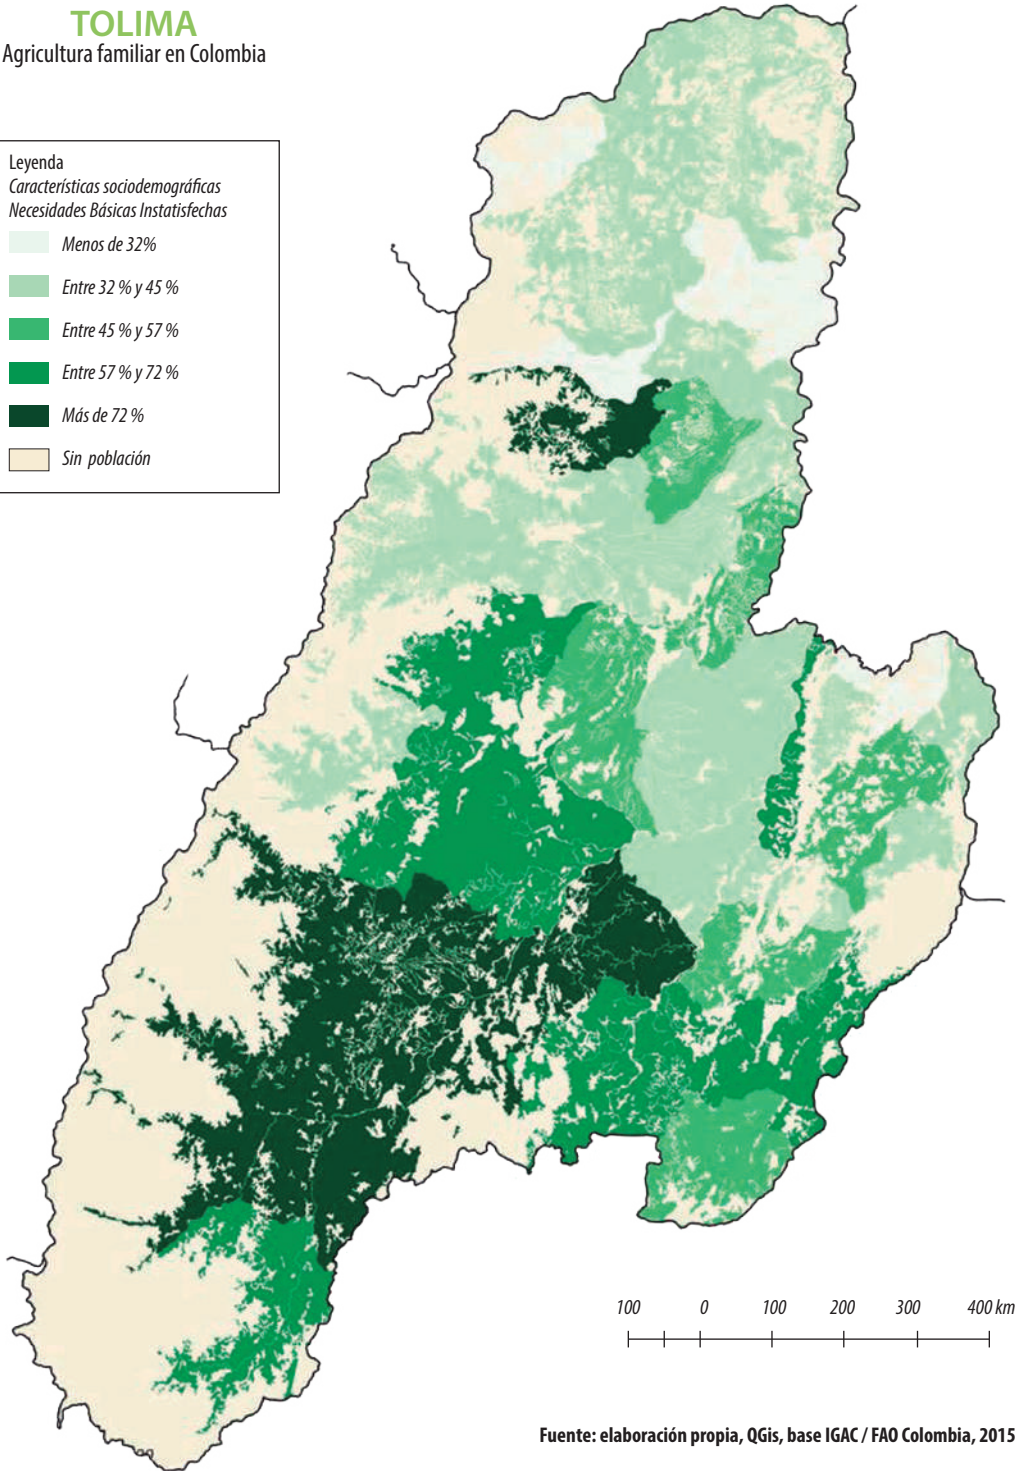 TOLIMA
Agricultura familiar en Colombia
Leyenda
Características sociodemográficas
Necesidades Básicas Instatisfechas
Menos de 32%
Entre 32 % y 45 %
Entre 45 % y 57 %
Entre 57 % y 72 %
Más de 72 %
Sin población
100 0 100 200 300 400 km
Fuente: elaboración propia, QGis, base IGAC / FAO Colombia, 2015